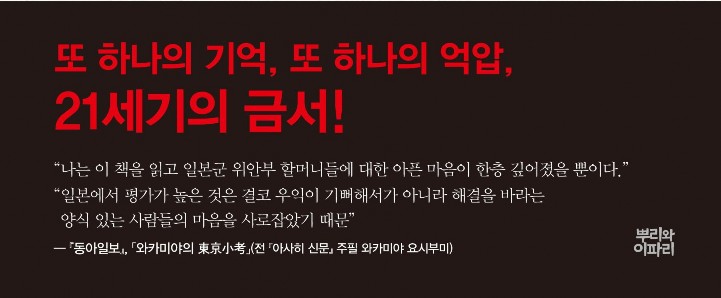 또 하나의 기억, 또 하나의 억압,
21세기의 금서!
“나는 이 책을 읽고 일본군 위안부 할머니들에 대한 아픈 마음이 한층 깊어졌을 뿐이다.”
“일본에서 평가가 높은 것은 결코 우익이 기뻐해서가 아니라 해결을 바라는
양식 있는 사람들의 마음을 사로잡았기 때문”
─ 『동아일보』, 「와카미야의 東京小考」(전 『아사히 신문』 주필 와카미야 요시부미)
뿌리와
이파리